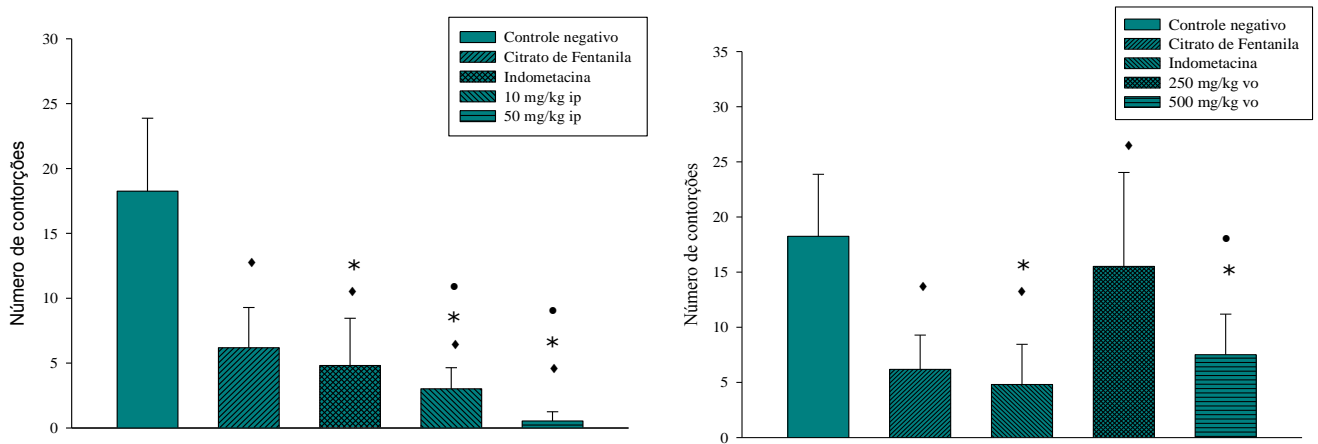 Controle negativo
Citrato de Fentanila
Indometacina
10 mg/kg ip
50 mg/kg ip
Número de contorções
30
25
20
15
10
5
0
♦
*
♦
●
*
♦
●
*
♦
Controle negativo
Citrato de Fentanila
Indometacina
250 mg/kg vo
500 mg/kg vo
Número de contorções
35
30
25
20
15
10
5
0
♦
*
♦
♦
●
*